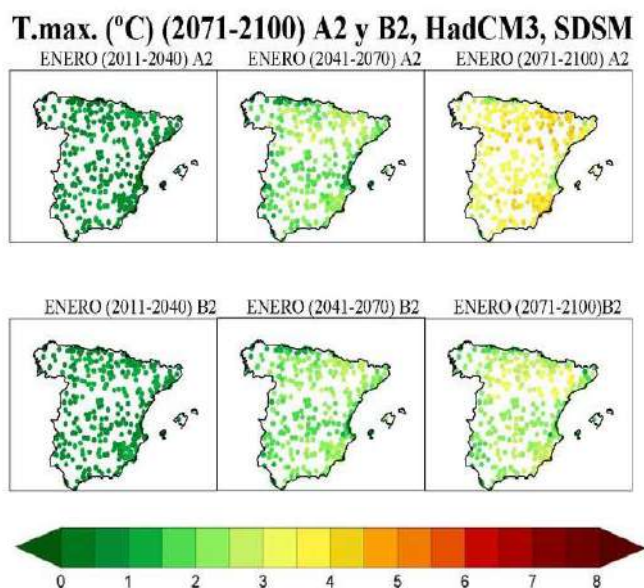 T.max. (ºC) (2071-2100) A2 y B2, HadCM3, SDSM
ENERO (2011-2040) A2
ENERO (2041-2070) A2
ENERO (2071-2100) A2
ENERO (2011-2040) B2
ENERO (2041-2070) B2
ENERO (2071-2100)B2
0 1 2 3 4 5 6 7 8